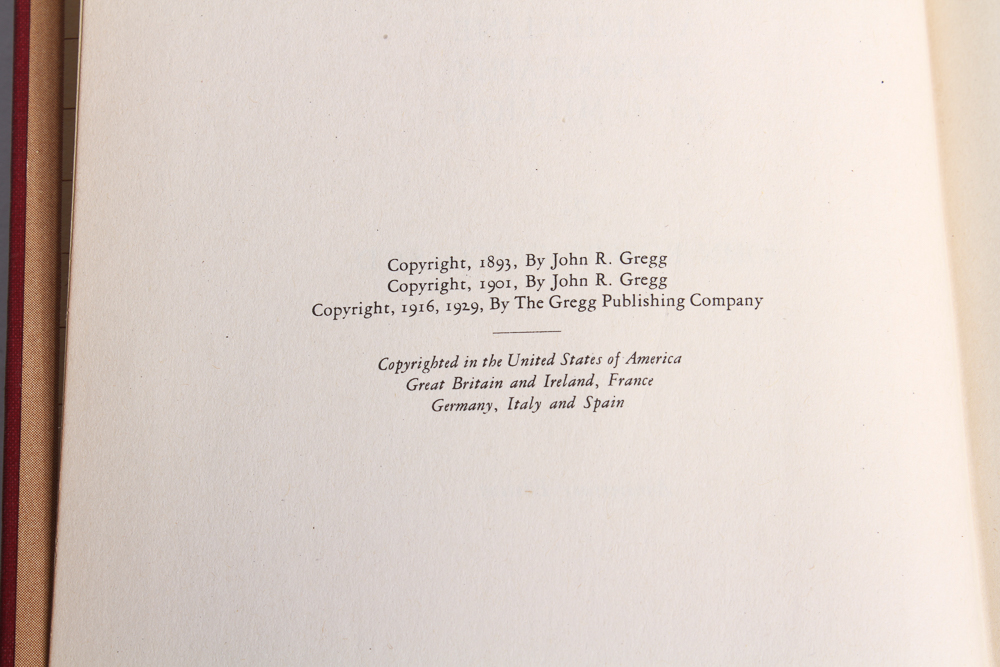 Copyright, 1893, By John R. Gregg
Copyright, 1901, By John R. Gregg
Copyright, 1916, 1929, By The Gregg Publishing Company
Copyrighted in the United States of America
Great Britain and Ireland, France
Germany, Italy and Spain